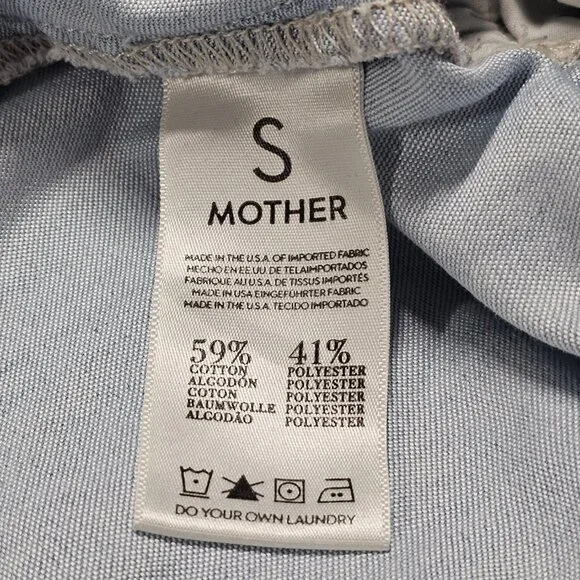 S
MOTHER
MADE IN THE U.S.A. OF IMPORTED FABRIC
HECHO EN EE.UU. DE TELAIMPORTADOS
FABRIQUE AU U.S.A. DE TISSUS IMPORTÉS
MADE IN USA EINGEFÜHRTER FABRIC
MADE IN THE U.S.A. TECIDO IMPORTADO
59% 41%
COTTON POLYESTER
ALGODÓN POLYESTER
COTON POLYESTER
BAUMWOLLE POLYESTER
ALGODÃO POLYESTER
DO YOUR OWN LAUNDRY